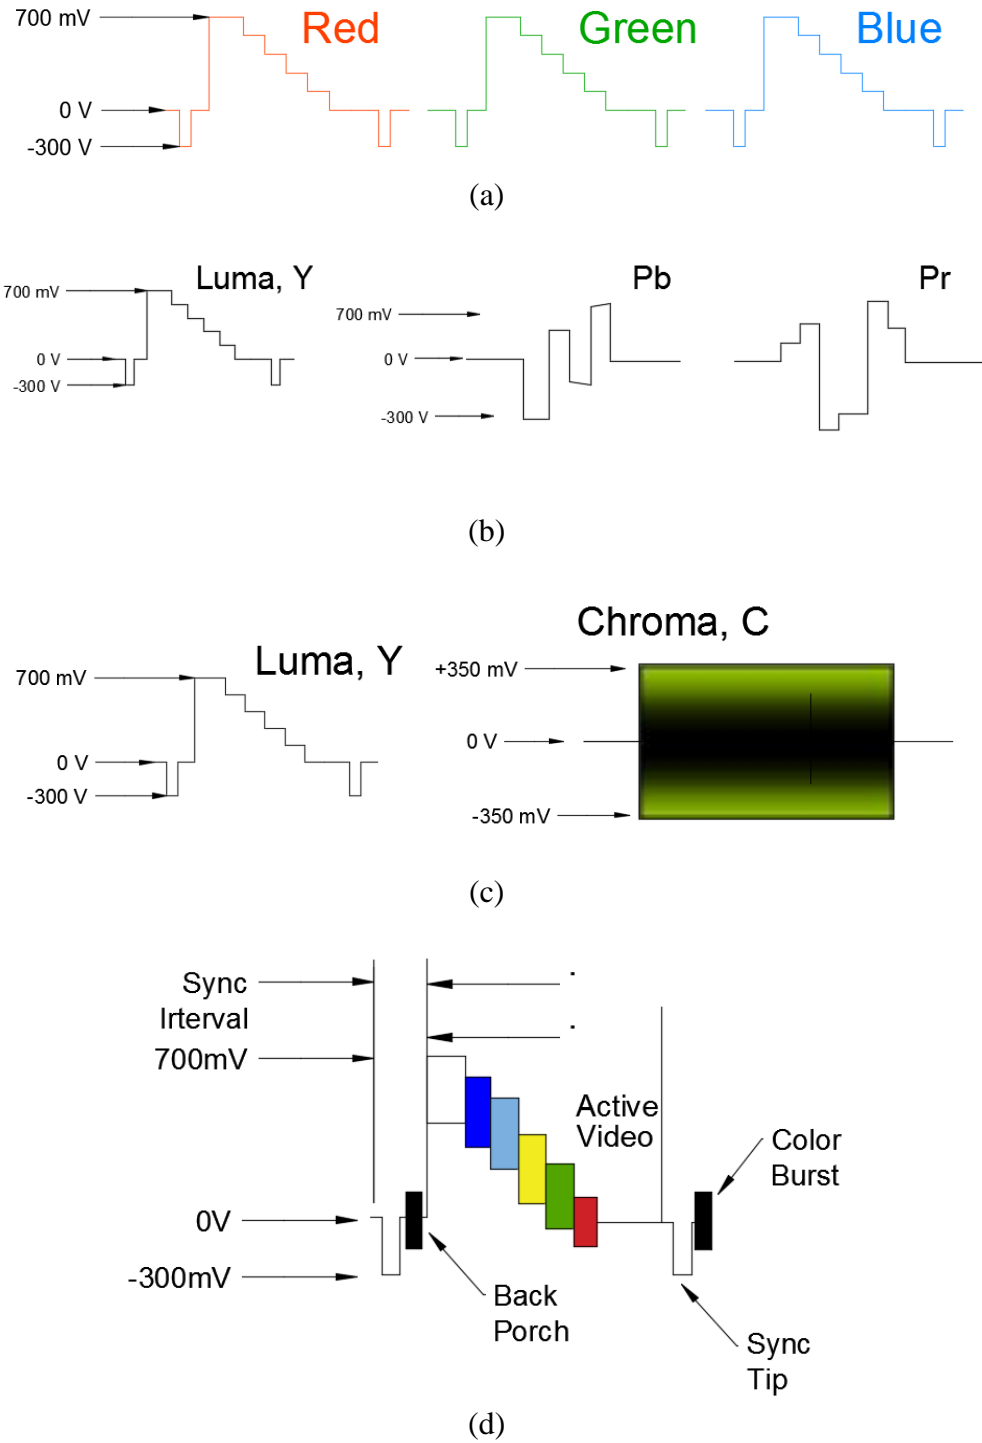 700 mV
Red
Green
Blue
0 V
-300 V
(a)
Luma, Y
Pb
Pr
700 mV
700 mV
0 V
0 V
-300 V
-300 V
(b)
Chroma, C
Luma, Y
+350 mV
700 mV
0 V
0 V
-300 V
-350 mV
(c)
Sync
Irterval
700mV
Active
Video
Color
Burst
0V
-300mV
Back
Porch
Sync
Tip
(d)